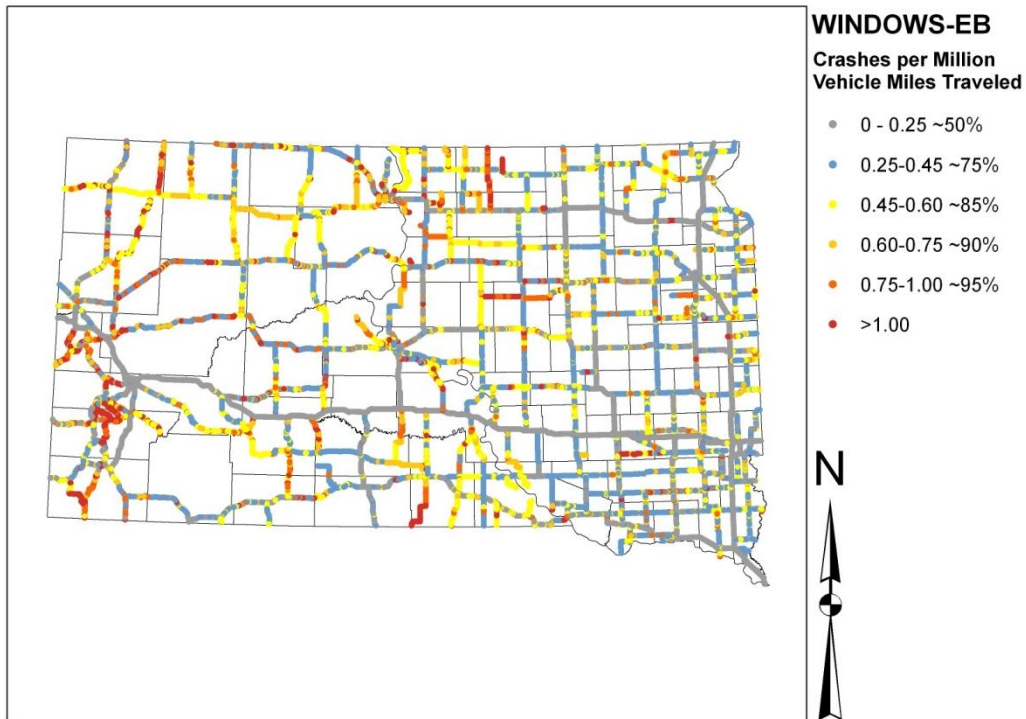 WINDOWS-EB
Crashes per Million
Vehicle Miles Traveled
0 - 0.25 ~50%
0.25-0.45 ~75%
0.45-0.60 ~85%
0.60-0.75 ~90%
0.75-1.00 ~95%
>1.00
N